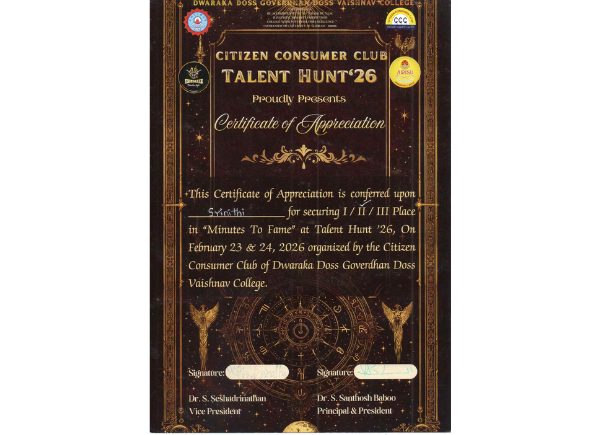 DWARAKA DOSS GOVERDHAN DOSS VAISHNAV COLLEGE
CCC
CITIZEN CONSUMER CLUB
TALENT HUNT'26
Proudly Presents
Certificate of Appreciation
This Certificate of Appreciation is conferred upon
Srinithi for securing I / II / III Place
in "Minutes To Fame" at Talent Hunt '26, On
February 23 & 24, 2026 organized by the Citizen
Consumer Club of Dwaraka Doss Goverdhan Doss
Vaishnav College.
Signature: Signature:
Dr. S. Seshadrinathan Dr. S. Santhosh Baboo
Vice President Principal & President